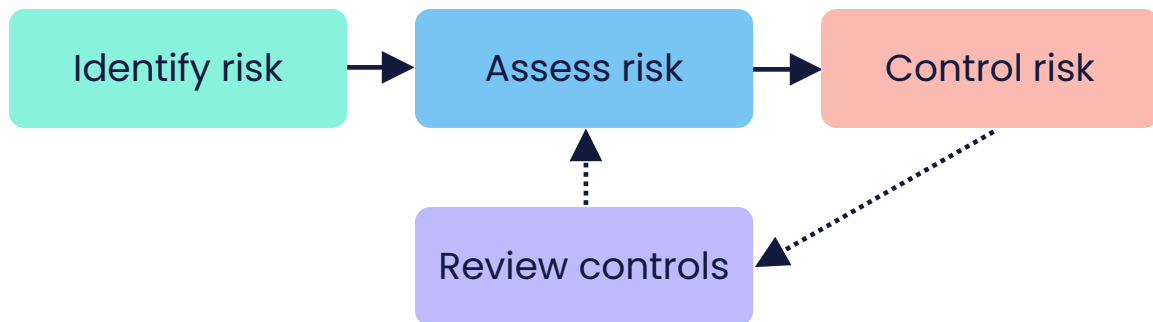 Identify risk
Assess risk
Control risk
Review controls